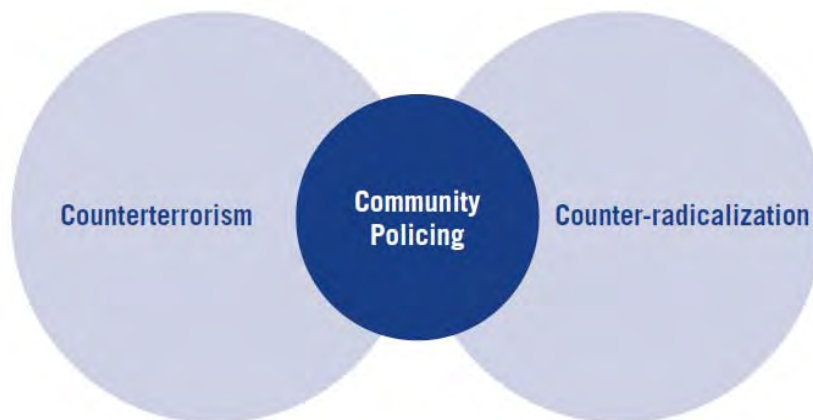 Counterterrorism
Community
Policing
Counter-radicalization